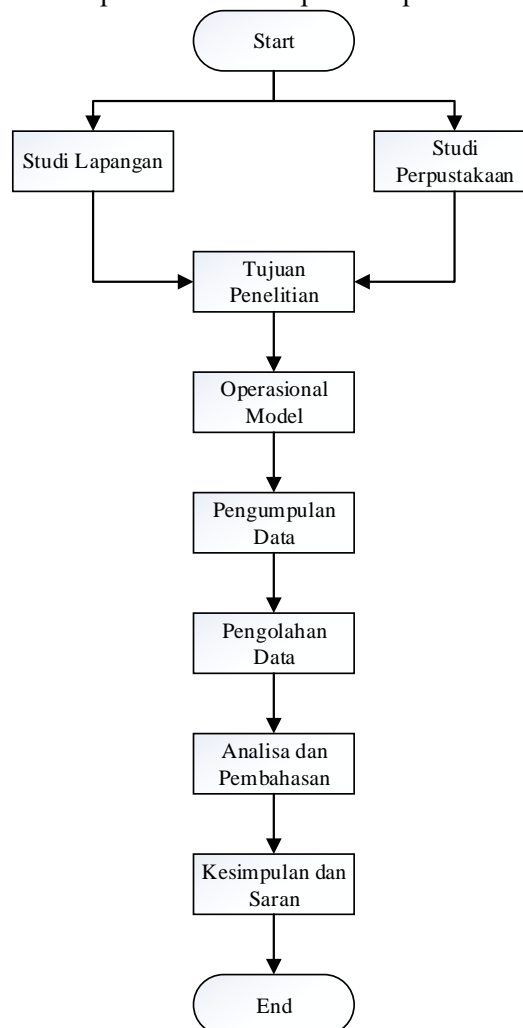 Start
Studi Lapangan
Studi
Perpustakaan
Tujuan
Penelitian
Operasional
Model
Pengumpulan
Data
Pengolahan
Data
Analisa dan
Pembahasan
Kesimpulan dan
Saran
End